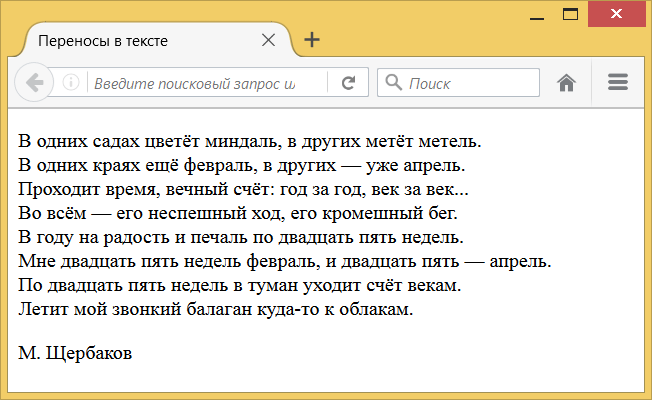 Переносы в тексте
Введите поисковый запрос
Поиск
В одних садах цветёт миндаль, в других метёт метель.
В одних краях ещё февраль, в других — уже апрель.
Проходит время, вечный счёт: год за год, век за век...
Во всём — его неспешный ход, его кромешный бег.
В году на радость и печаль по двадцать пять недель.
Мне двадцать пять недель февраль, и двадцать пять — апрель.
По двадцать пять недель в туман уходит счёт векам.
Летит мой звонкий балаган куда-то к облакам.
М. Щербаков